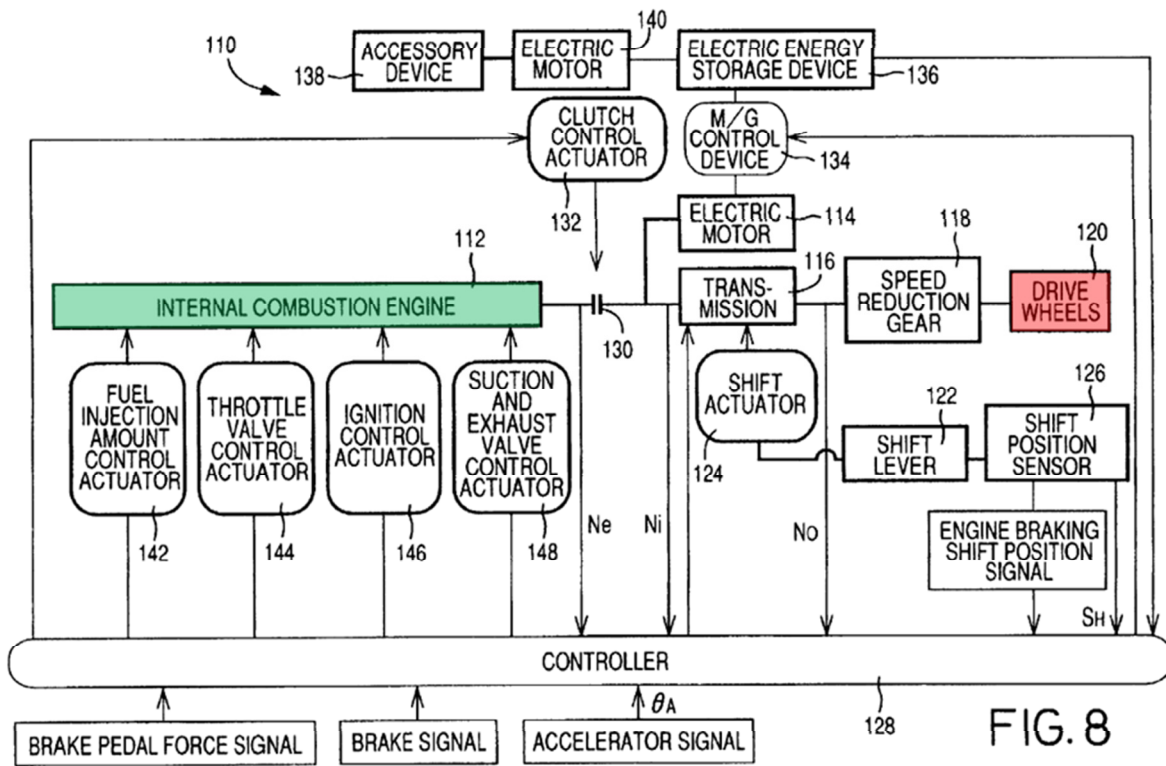 110
ACCESSORY
DEVICE
138
ELECTRIC
MOTOR
140
ELECTRIC ENERGY
STORAGE DEVICE
136
CLUTCH
CONTROL
ACTUATOR
132
M/G
CONTROL
DEVICE
134
ELECTRIC
MOTOR
114
112
INTERNAL COMBUSTION ENGINE
130
116
TRANS-
MISSION
118
SPEED
REDUCTION
GEAR
120
DRIVE
WHEELS
FUEL
INJECTION
AMOUNT
CONTROL
ACTUATOR
142
THROTTLE
VALVE
CONTROL
ACTUATOR
144
IGNITION
CONTROL
ACTUATOR
146
SUCTION AND
EXHAUST
VALVE
CONTROL
ACTUATOR
148
SHIFT
ACTUATOR
124
122
SHIFT
LEVER
126
SHIFT
POSITION
SENSOR
Ne
Ni
No
ENGINE BRAKING
SHIFT POSITION
SIGNAL
SH
CONTROLLER
128
BRAKE PEDAL FORCE SIGNAL
BRAKE SIGNAL
θA
ACCELERATOR SIGNAL
FIG. 8